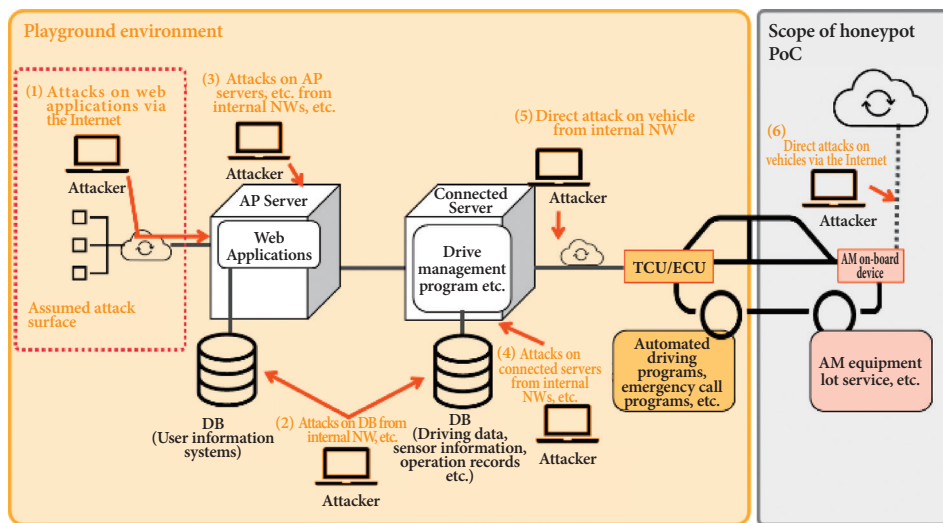 Playground environment
Scope of honeypot
PoC
(1) Attacks on web
applications via
the Internet
Attacker
Assumed attack
surface
(3) Attacks on AP
servers, etc. from
internal NWs, etc.
Attacker
AP Server
Web
Applications
DB
(User information
systems)
(2) Attacks on DB from
internal NW, etc.
Attacker
(5) Direct attack on vehicle
from internal NW
Attacker
Connected
Server
Drive
management
program etc.
DB
(Driving data,
sensor information,
operation records
etc.)
(4) Attacks on
connected servers
from internal
NWs, etc.
Attacker
TCU/ECU
Automated
driving
programs,
emergency call
programs, etc.
(6)
Direct attacks on
vehicles via the Internet
Attacker
AM on-board
device
AM equipment
lot service, etc.